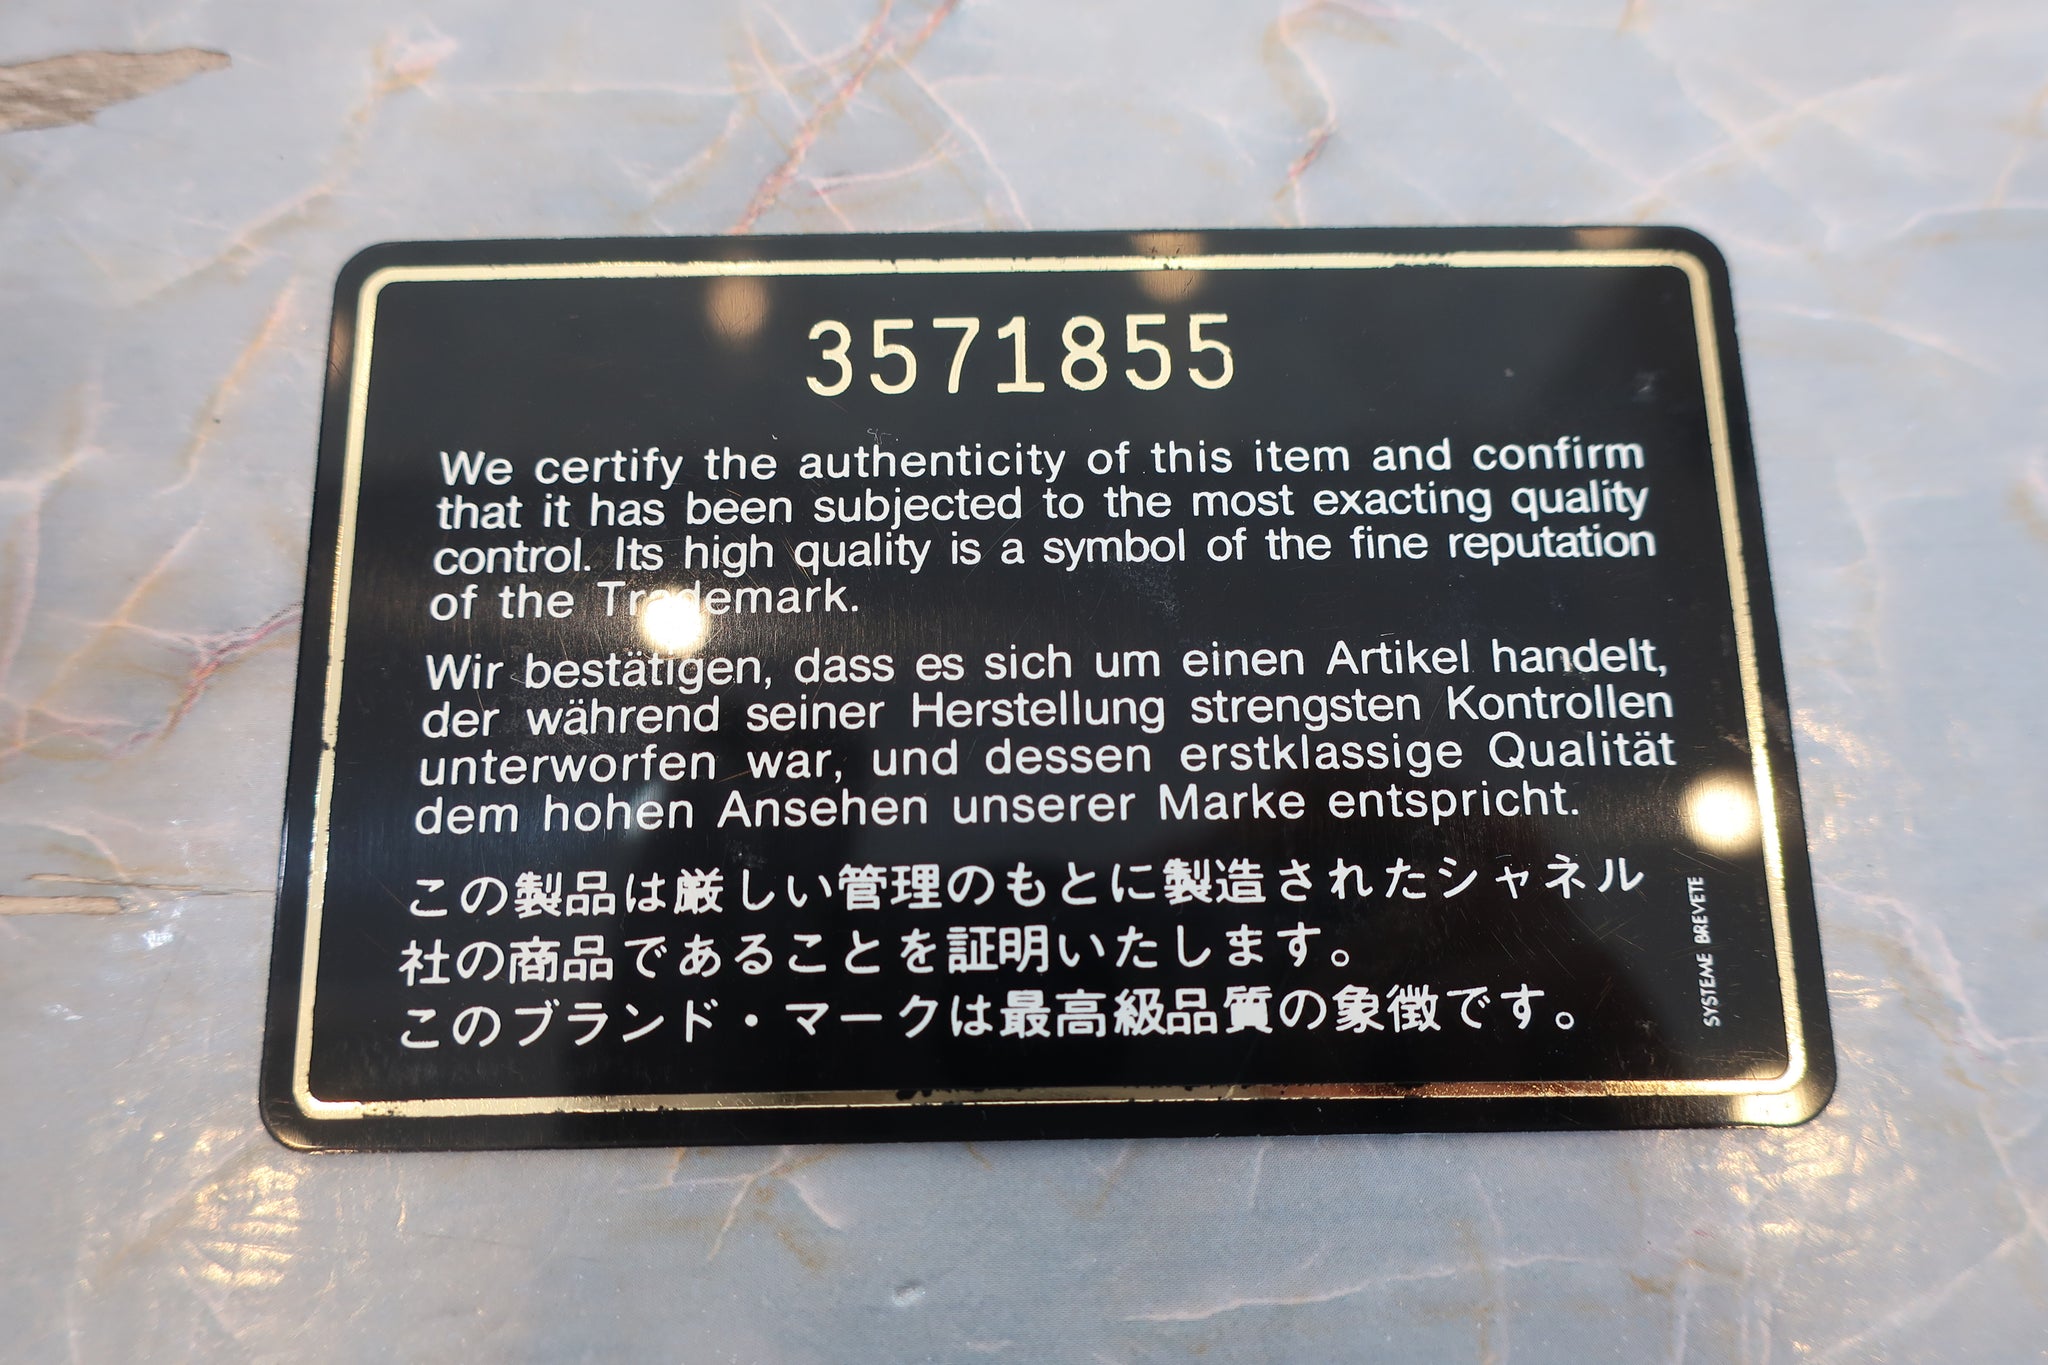 3571855
We certify the authenticity of this item and confirm
that it has been subjected to the most exacting quality
control. Its high quality is a symbol of the fine reputation
of the Trademark.
Wir bestätigen, dass es sich um einen Artikel handelt,
der während seiner Herstellung strengsten Kontrollen
unterworfen war, und dessen erstklassige Qualität
dem hohen Ansehen unserer Marke entspricht.
この製品は厳しい管理のもとに製造されたシャネル
社の商品であることを証明いたします。
このブランド・マークは最高級品質の象徴です。
SYSTEME BREVETE